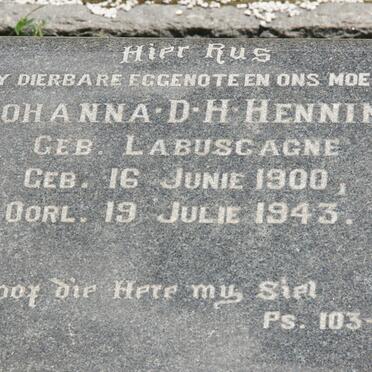 Hier Rus
Y DIERBARE EGGENOTE EN ONS MOE
OHANNA·D·H·HENNIN
GEB. LABUSCAGNE
GEB. 16 JUNIE 1900,
OORL. 19 JULIE 1943.
oof die Here my Siel
Ps. 103-